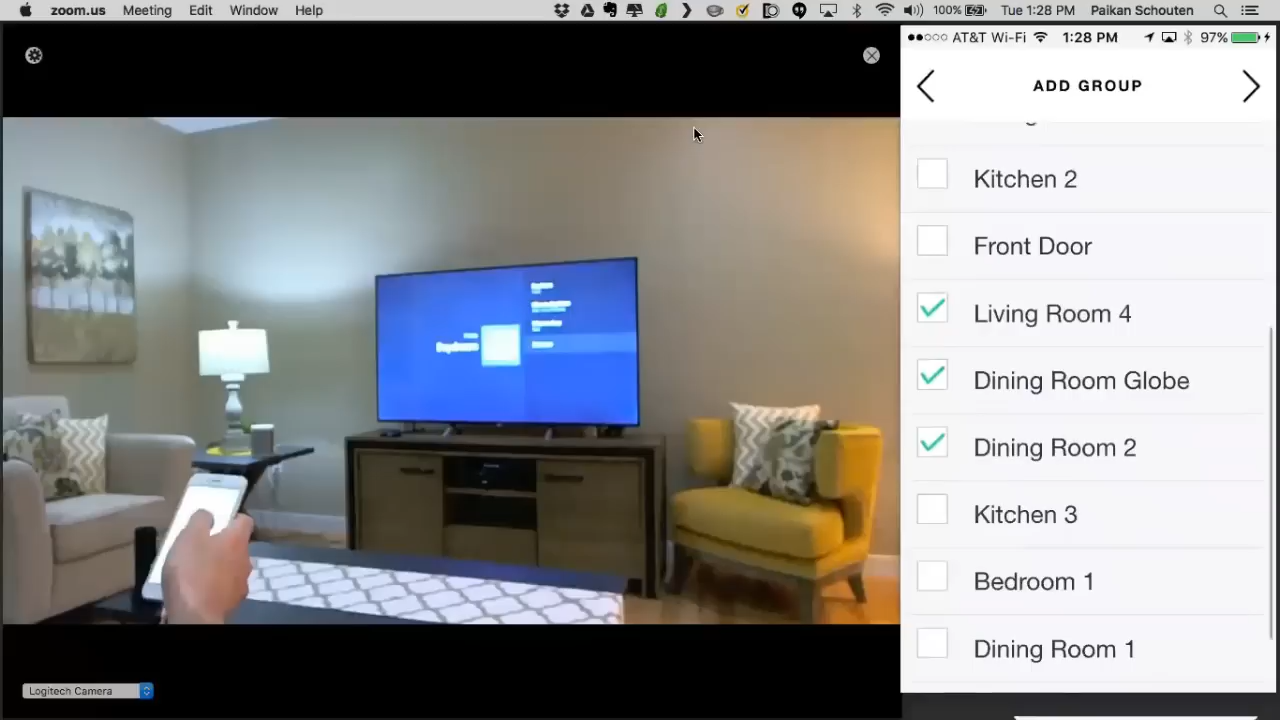 zoom.us Meeting Edit Window Help 100% Tue 1:28 PM Paikan Schouten
AT&T Wi-Fi 1:28 PM 97%
ADD GROUP
Kitchen 2
Front Door
Living Room 4
Dining Room Globe
Dining Room 2
Kitchen 3
Bedroom 1
Dining Room 1
Logitech Camera